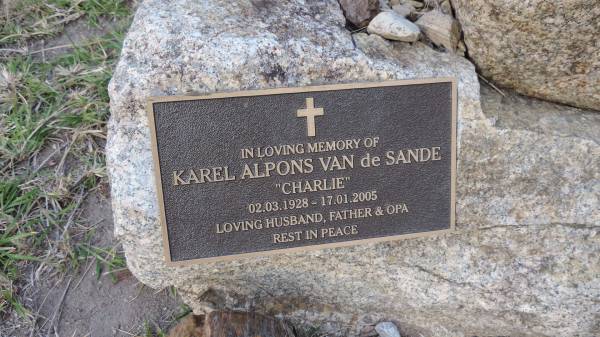 IN LOVING MEMORY OF
KAREL ALPONS VAN de SANDE
"CHARLIE"
02.03.1928 - 17.01.2005
LOVING HUSBAND, FATHER & OPA
REST IN PEACE